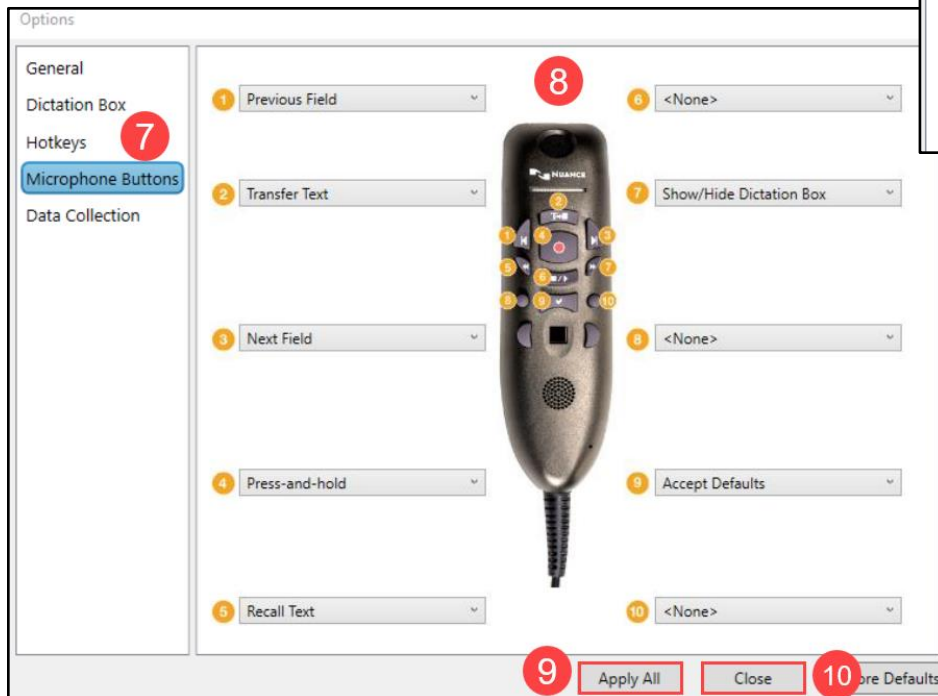 Options
General
Dictation Box
Hotkeys
7
Microphone Buttons
Data Collection
8
1 Previous Field
6 <None>
2 Transfer Text
7 Show/Hide Dictation Box
3 Next Field
8 <None>
4 Press-and-hold
9 Accept Defaults
5 Recall Text
10 <None>
NUANCE
2
1
4
3
5
6
7
8
9
10
9
Apply All
Close
10
ore Defaults